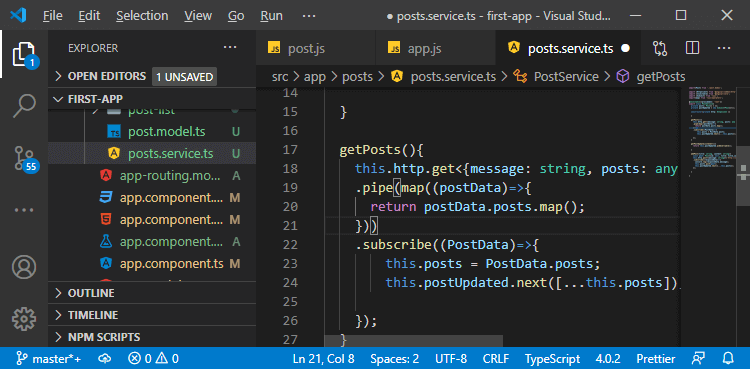 File Edit Selection View Go Run ··· ● posts.service.ts - first-app - Visual Stud...
EXPLORER ···
OPEN EDITORS 1 UNSAVED
FIRST-APP
post-list
TS post.model.ts U
posts.service.ts U
app-routing.mo... A
app.component.... M
app.component.... M
app.component.... A
app.component.ts M
OUTLINE
TIMELINE
NPM SCRIPTS
1
55
post.js app.js posts.service.ts ●
src > app > posts > posts.service.ts > PostService > getPosts
14
15 }
16
17 getPosts(){
18 this.http.get<{message: string, posts: any
19 .pipe(map((postData)=>{
20 return postData.posts.map();
21 }))
22 .subscribe((PostData)=>{
23 this.posts = PostData.posts;
24 this.postUpdated.next([...this.posts])
25
26 });
27 }
master*+ 0 0 Ln 21, Col 8 Spaces: 2 UTF-8 CRLF TypeScript 4.0.2 Prettier